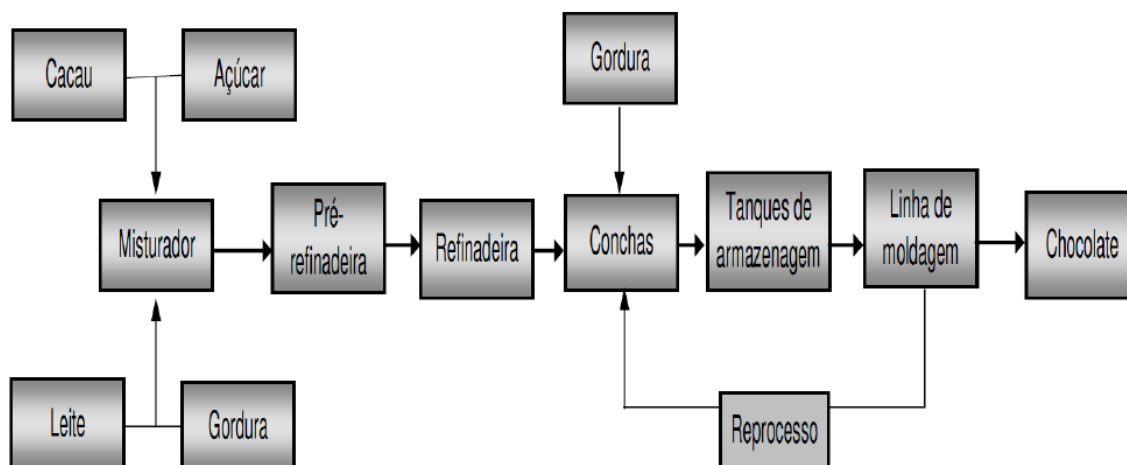 Cacau
Açúcar
Gordura
Misturador
Pré-
refinadeira
Refinadeira
Conchas
Tanques de
armazenagem
Linha de
moldagem
Chocolate
Leite
Gordura
Reprocesso